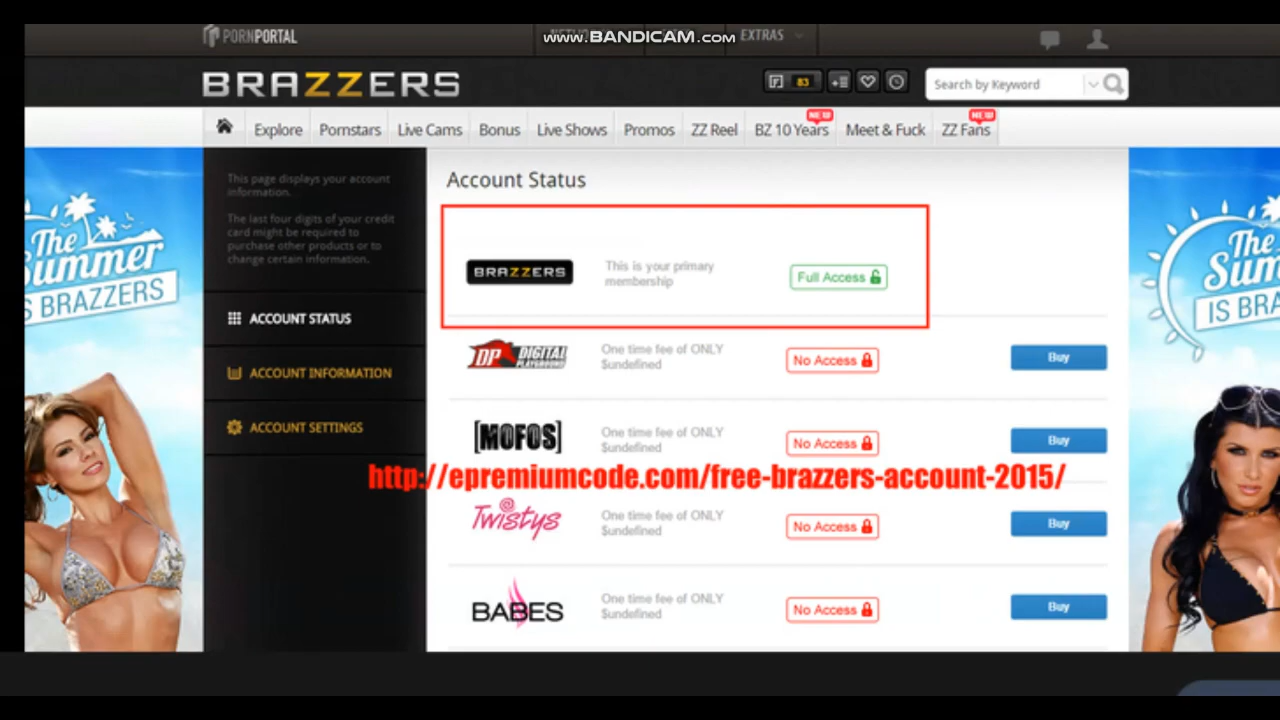 PORNPORTAL
www.BANDICAM.com
EXTRAS
BRAZZERS
83
Search by Keyword
NEW
NEW
Explore
Pornstars
Live Cams
Bonus
Live Shows
Promos
ZZ Reel
BZ 10 Years
Meet & Fuck
ZZ Fans
This page displays your account
information.
The last four digits of your credit
card might be required to
purchase other products or to
change certain information.
ACCOUNT STATUS
ACCOUNT INFORMATION
ACCOUNT SETTINGS
Account Status
BRAZZERS
This is your primary
membership
Full Access
DP DIGITAL
PLAYGROUND
One time fee of ONLY
$undefined
No Access
Buy
[MOFOS]
One time fee of ONLY
$undefined
No Access
Buy
http://epremiumcode.com/free-brazzers-account-2015/
Twistys
One time fee of ONLY
$undefined
No Access
Buy
BABES
One time fee of ONLY
$undefined
No Access
Buy
The
Summer
S BRAZZERS
The
Sum
IS BRA